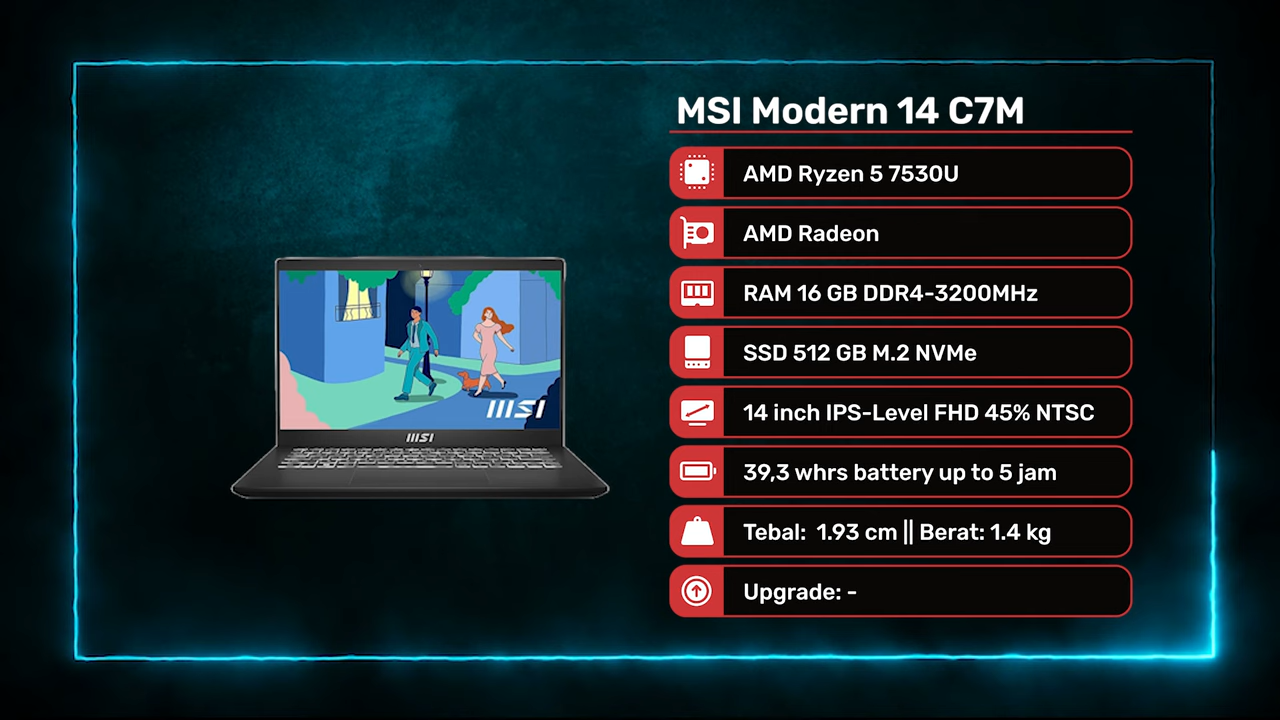 MSI Modern 14 C7M
AMD Ryzen 5 7530U
AMD Radeon
RAM 16 GB DDR4-3200MHz
SSD 512 GB M.2 NVMe
14 inch IPS-Level FHD 45% NTSC
39,3 whrs battery up to 5 jam
Tebal: 1.93 cm || Berat: 1.4 kg
Upgrade: -
msi
msi